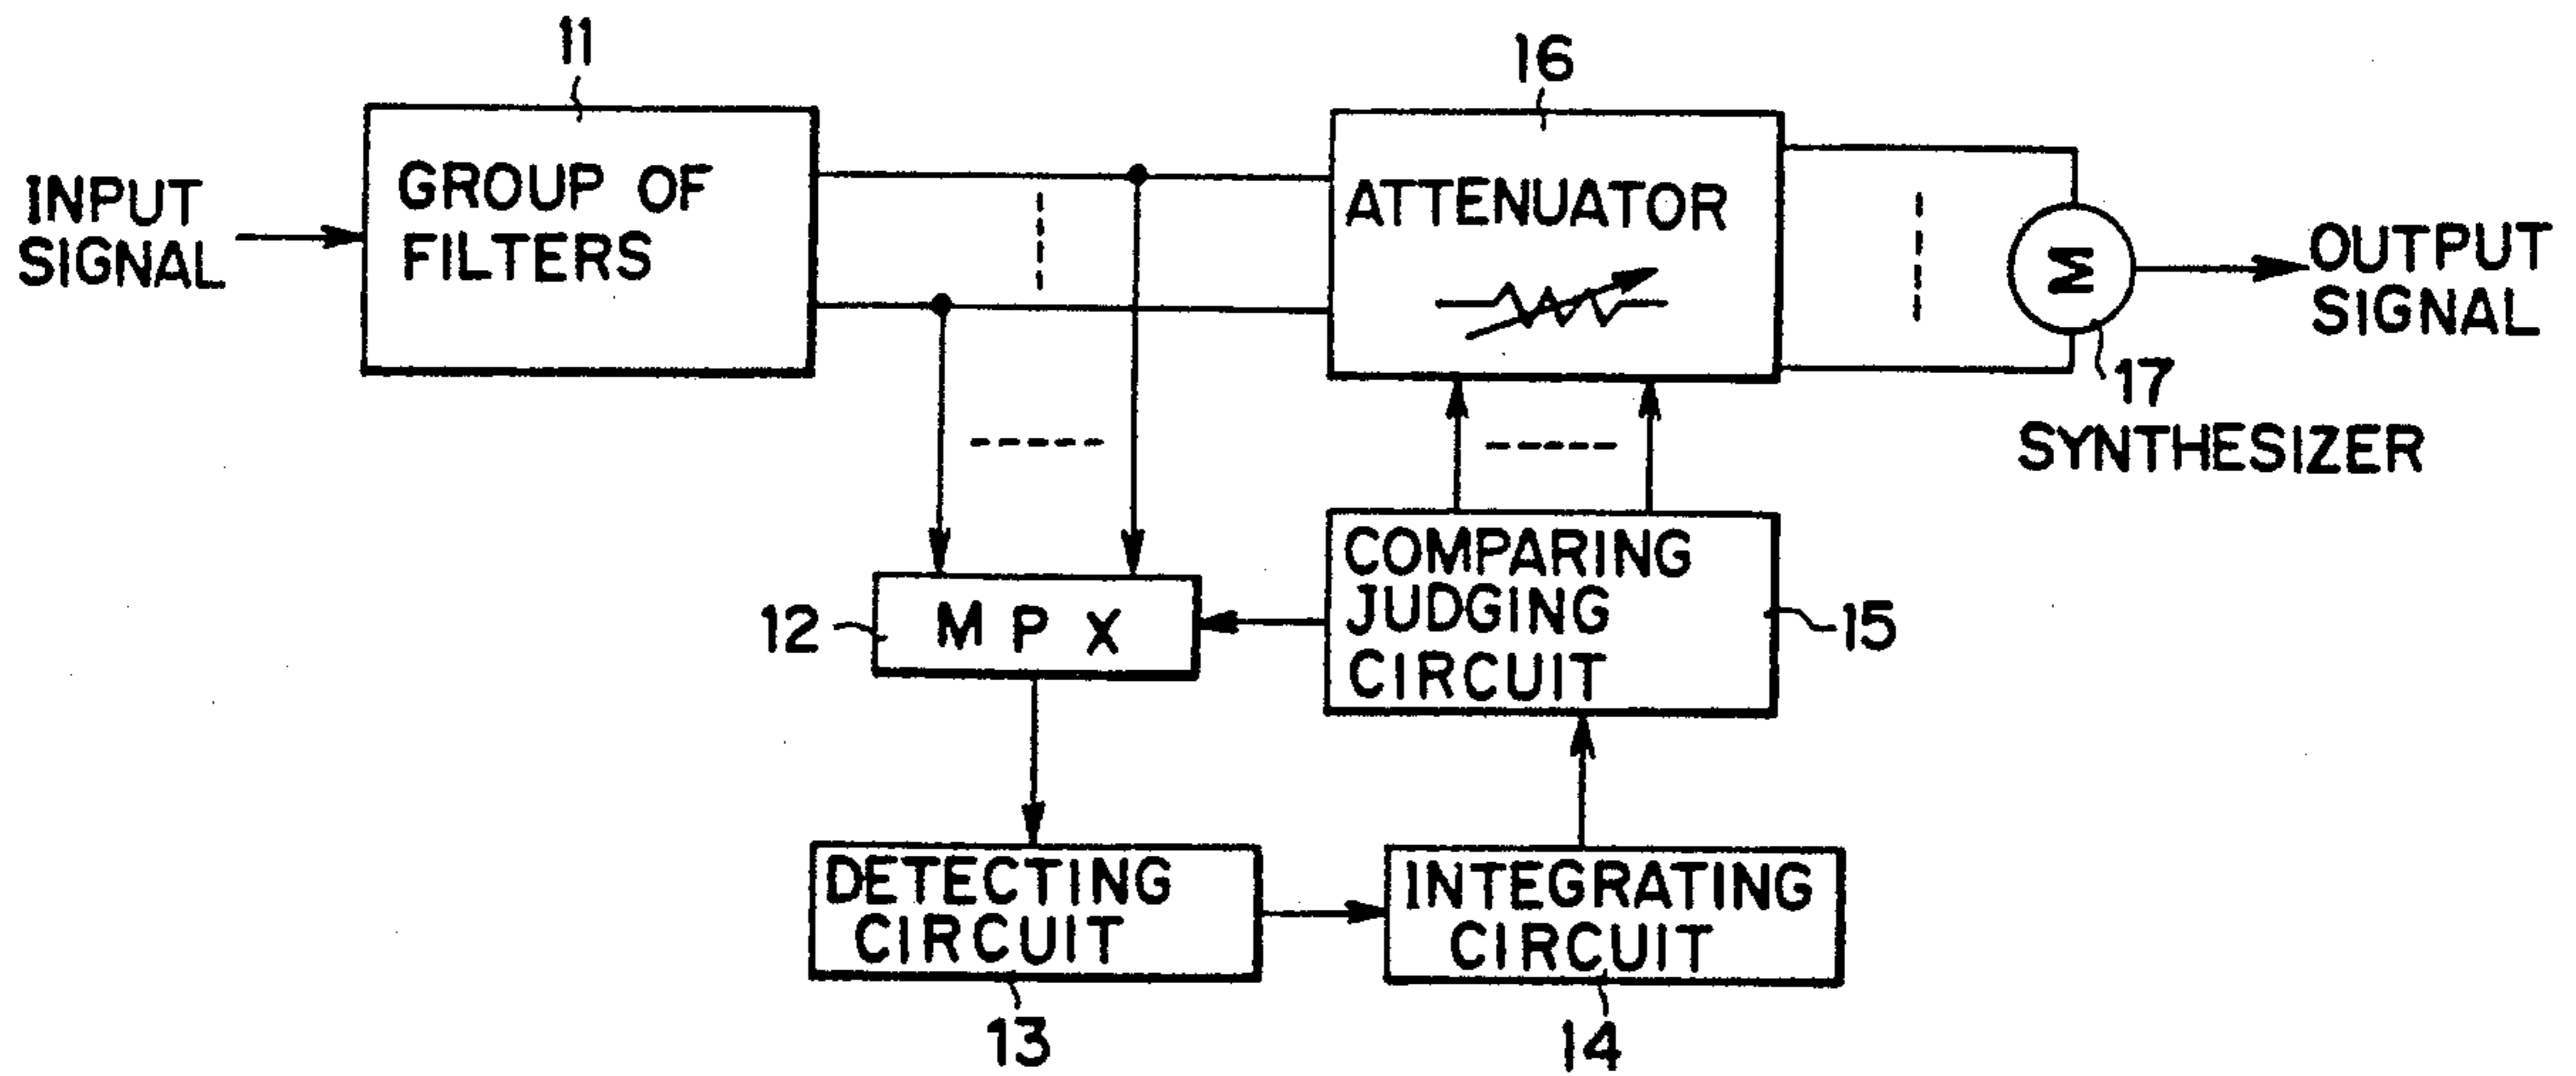 11
16
INPUT
SIGNAL
GROUP OF
FILTERS
ATTENUATOR
Σ
OUTPUT
SIGNAL
17
SYNTHESIZER
12
M P X
COMPARING
JUDGING
CIRCUIT
15
DETECTING
CIRCUIT
INTEGRATING
CIRCUIT
13
14